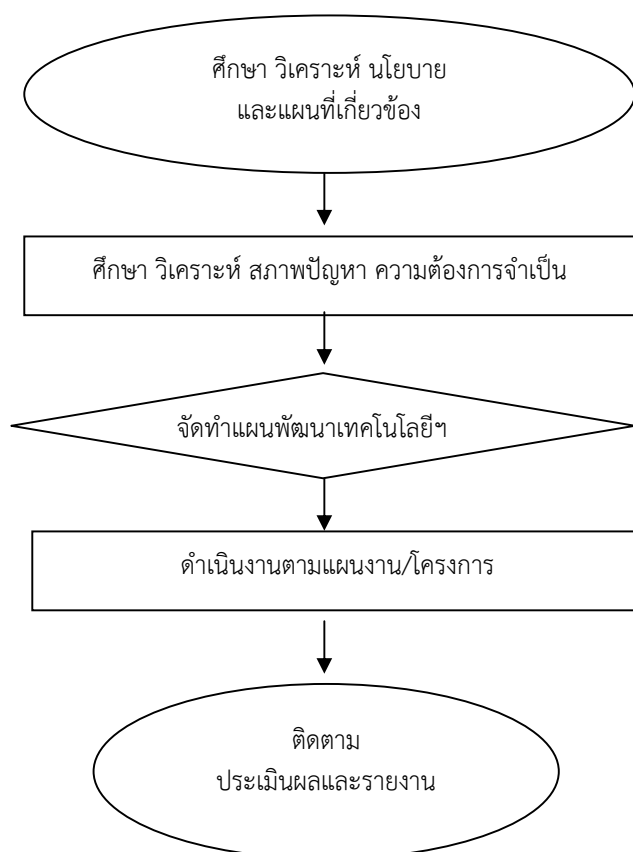 ศึกษา วิเคราะห์ นโยบาย
และแผนที่เกี่ยวข้อง
ศึกษา วิเคราะห์ สภาพปัญหา ความต้องการจำเป็น
จัดทำแผนพัฒนาเทคโนโลยีฯ
ดำเนินงานตามแผนงาน/โครงการ
ติดตาม
ประเมินผลและรายงาน